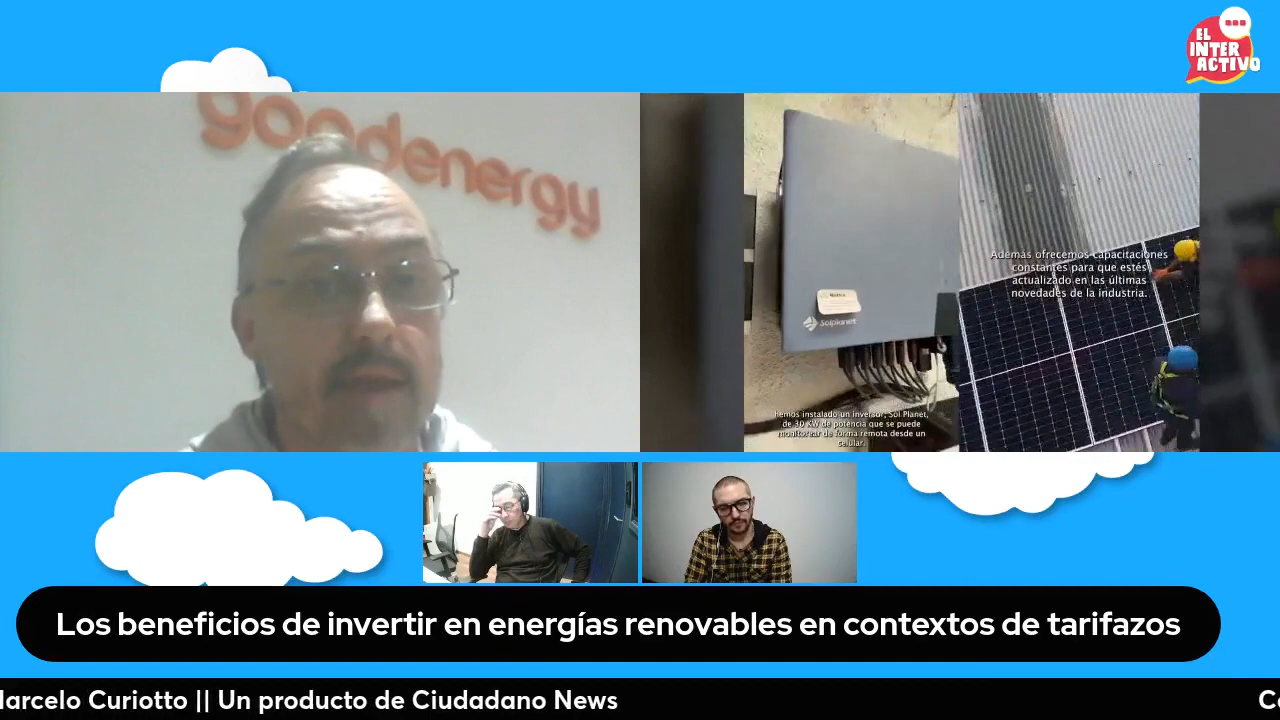 EL
INTER
ACTIVO
goodenergy
Además ofrecemos capacitaciones
constantes para que estés
actualizado en las últimas
novedades de la industria.
Solplanet
hemos instalado un inversor, Sol Planet,
de 30 KW de potencia que se puede
monitorear de forma remota desde un
celular.
Los beneficios de invertir en energías renovables en contextos de tarifazos
arcelo Curiotto || Un producto de Ciudadano News